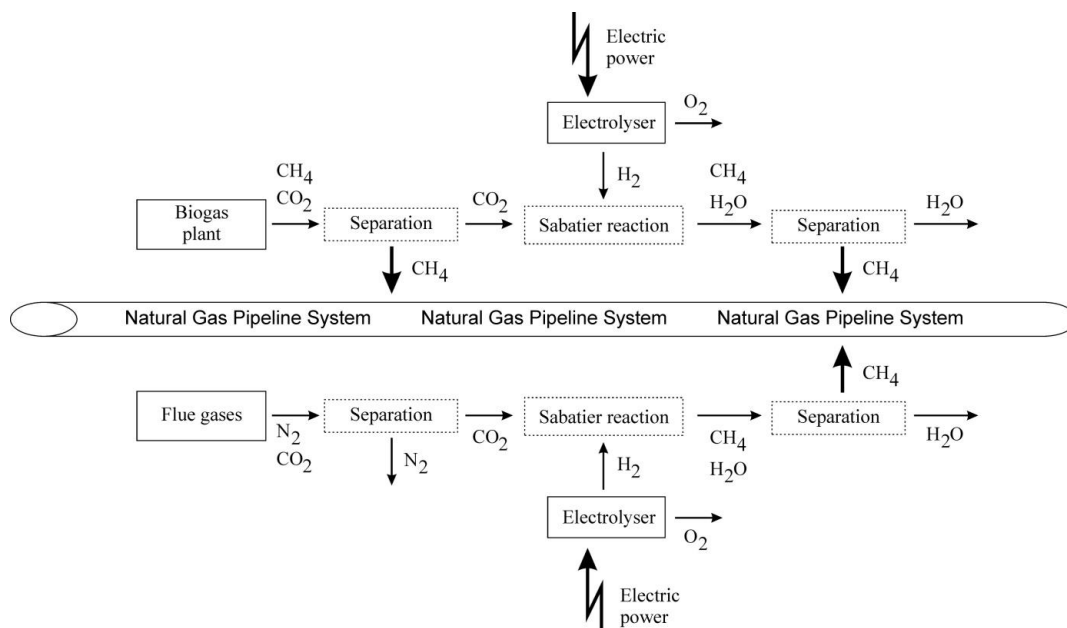 Electric
power
Electrolyser
O2
H2
CH4
CO2
Biogas
plant
Separation
CO2
Sabatier reaction
CH4
H2O
Separation
H2O
CH4
CH4
Natural Gas Pipeline System
Natural Gas Pipeline System
Natural Gas Pipeline System
CH4
Flue gases
N2
CO2
Separation
N2
CO2
Sabatier reaction
H2
CH4
H2O
Separation
H2O
Electrolyser
O2
Electric
power